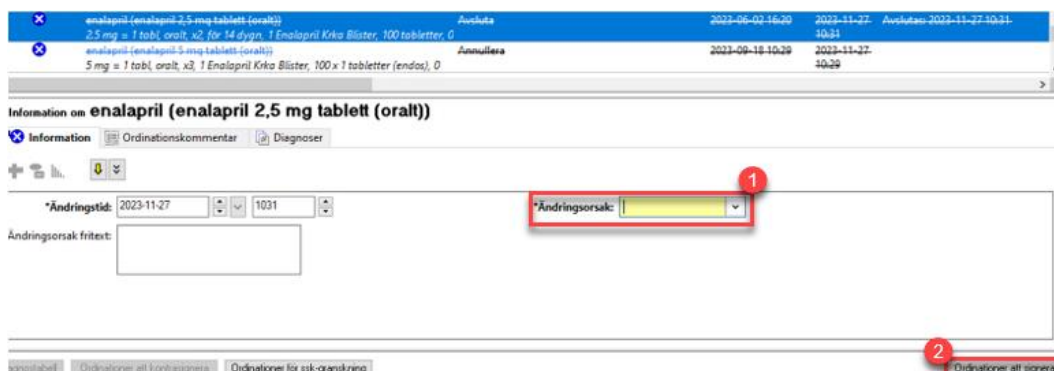 enalapril (enalapril 2,5 mg tablett (oralt)) Avsluta 2023-06-02 16:20 2023-11-27 Avslutas: 2023-11-27 10:31
2.5 mg = 1 tabl, oralt, x2, för 14 dygn, 1 Enalapril Krka Blister, 100 tabletter, 0 10:31
enalapril (enalapril 5 mg tablett (oralt)) Annullera 2023-09-18 10:29 2023-11-27
5 mg = 1 tabl, oralt, x3, 1 Enalapril Krka Blister, 100 x 1 tabletter (endos), 0 10:29
Information om enalapril (enalapril 2,5 mg tablett (oralt))
Information Ordinationskommentar Diagnoser
1
*Ändringstid: 2023-11-27 1031 *Ändringsorsak:
Ändringsorsak fritext:
2
Ordinationer att kontrasignera Ordinationer för ssk-granskning Ordinationer att signera